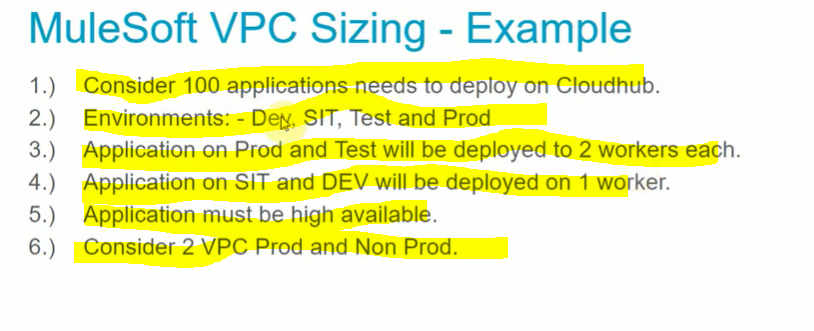 MuleSoft VPC Sizing - Example
1.) Consider 100 applications needs to deploy on Cloudhub.
2.) Environments: - Dev, SIT, Test and Prod
3.) Application on Prod and Test will be deployed to 2 workers each.
4.) Application on SIT and DEV will be deployed on 1 worker.
5.) Application must be high available.
6.) Consider 2 VPC Prod and Non Prod.